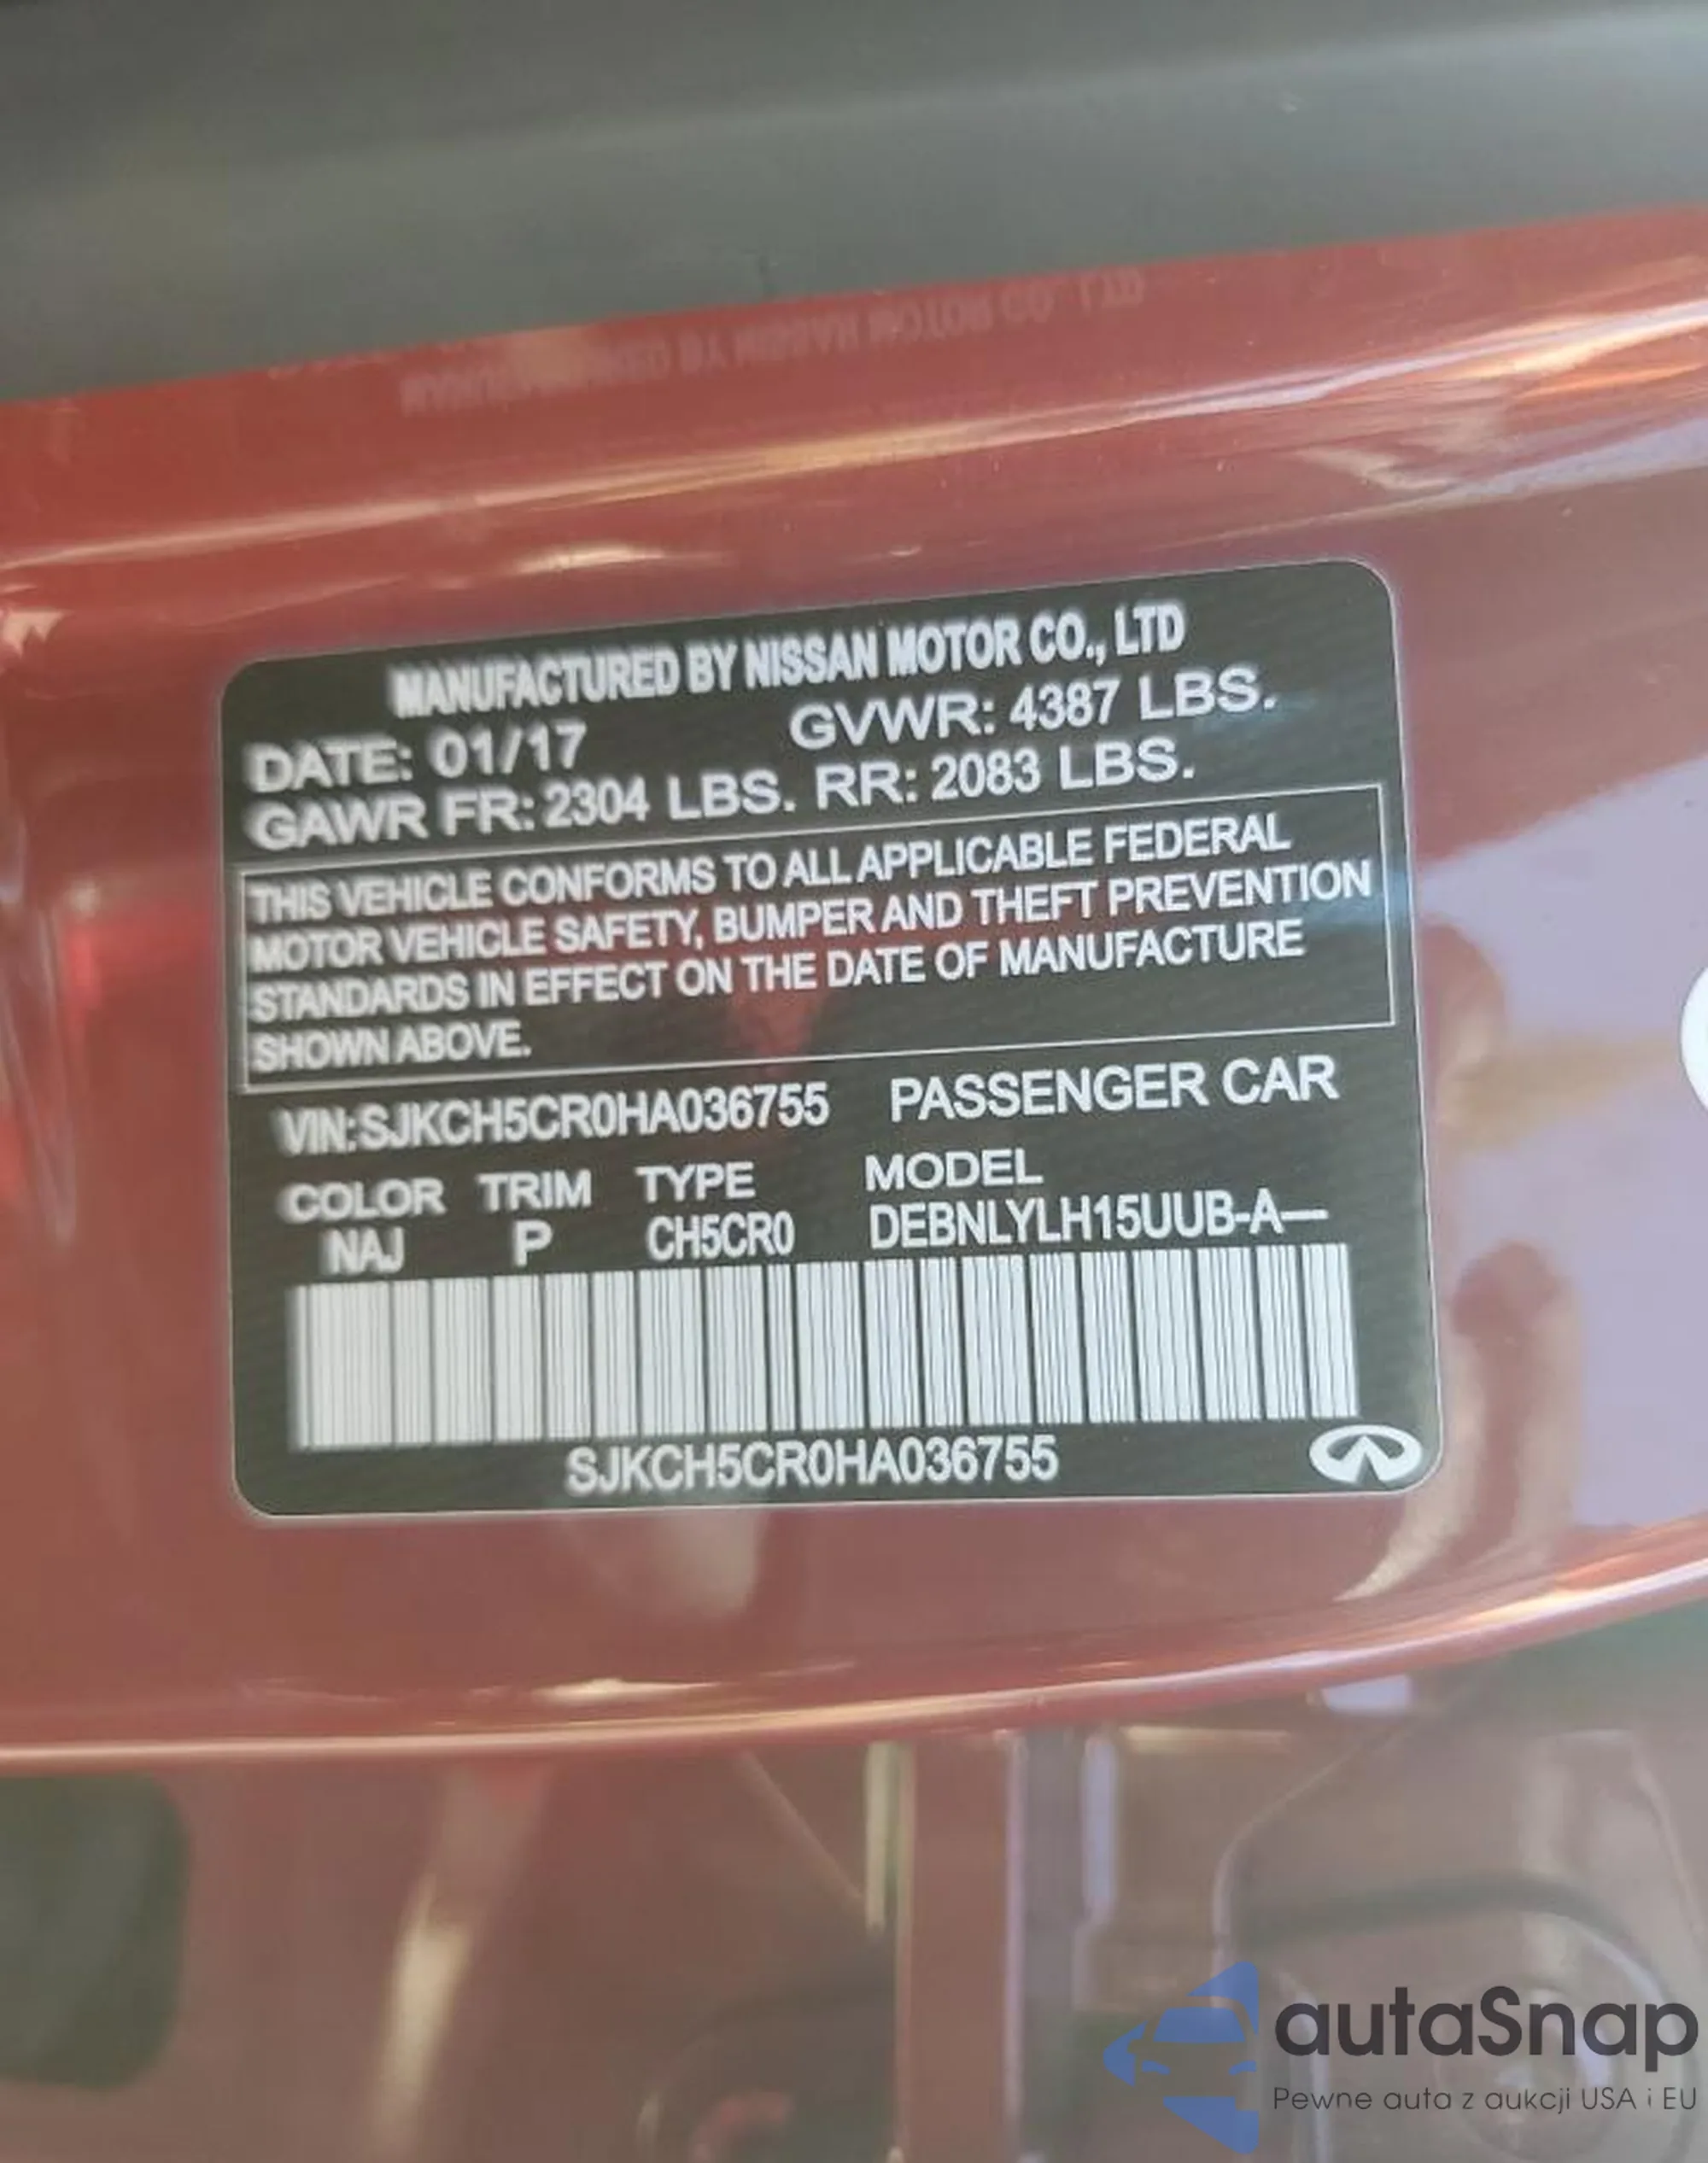 MANUFACTURED BY NISSAN MOTOR CO., LTD
DATE: 01/17 GVWR: 4387 LBS.
GAWR FR: 2304 LBS. RR: 2083 LBS.
THIS VEHICLE CONFORMS TO ALL APPLICABLE FEDERAL
MOTOR VEHICLE SAFETY, BUMPER AND THEFT PREVENTION
STANDARDS IN EFFECT ON THE DATE OF MANUFACTURE
SHOWN ABOVE.
VIN:SJKCH5CR0HA036755 PASSENGER CAR
COLOR TRIM TYPE MODEL
NAJ P CH5CR0 DEBNLYLH15UUB-A—
SJKCH5CR0HA036755
autaSnap
Pewne auta z aukcji USA i EU